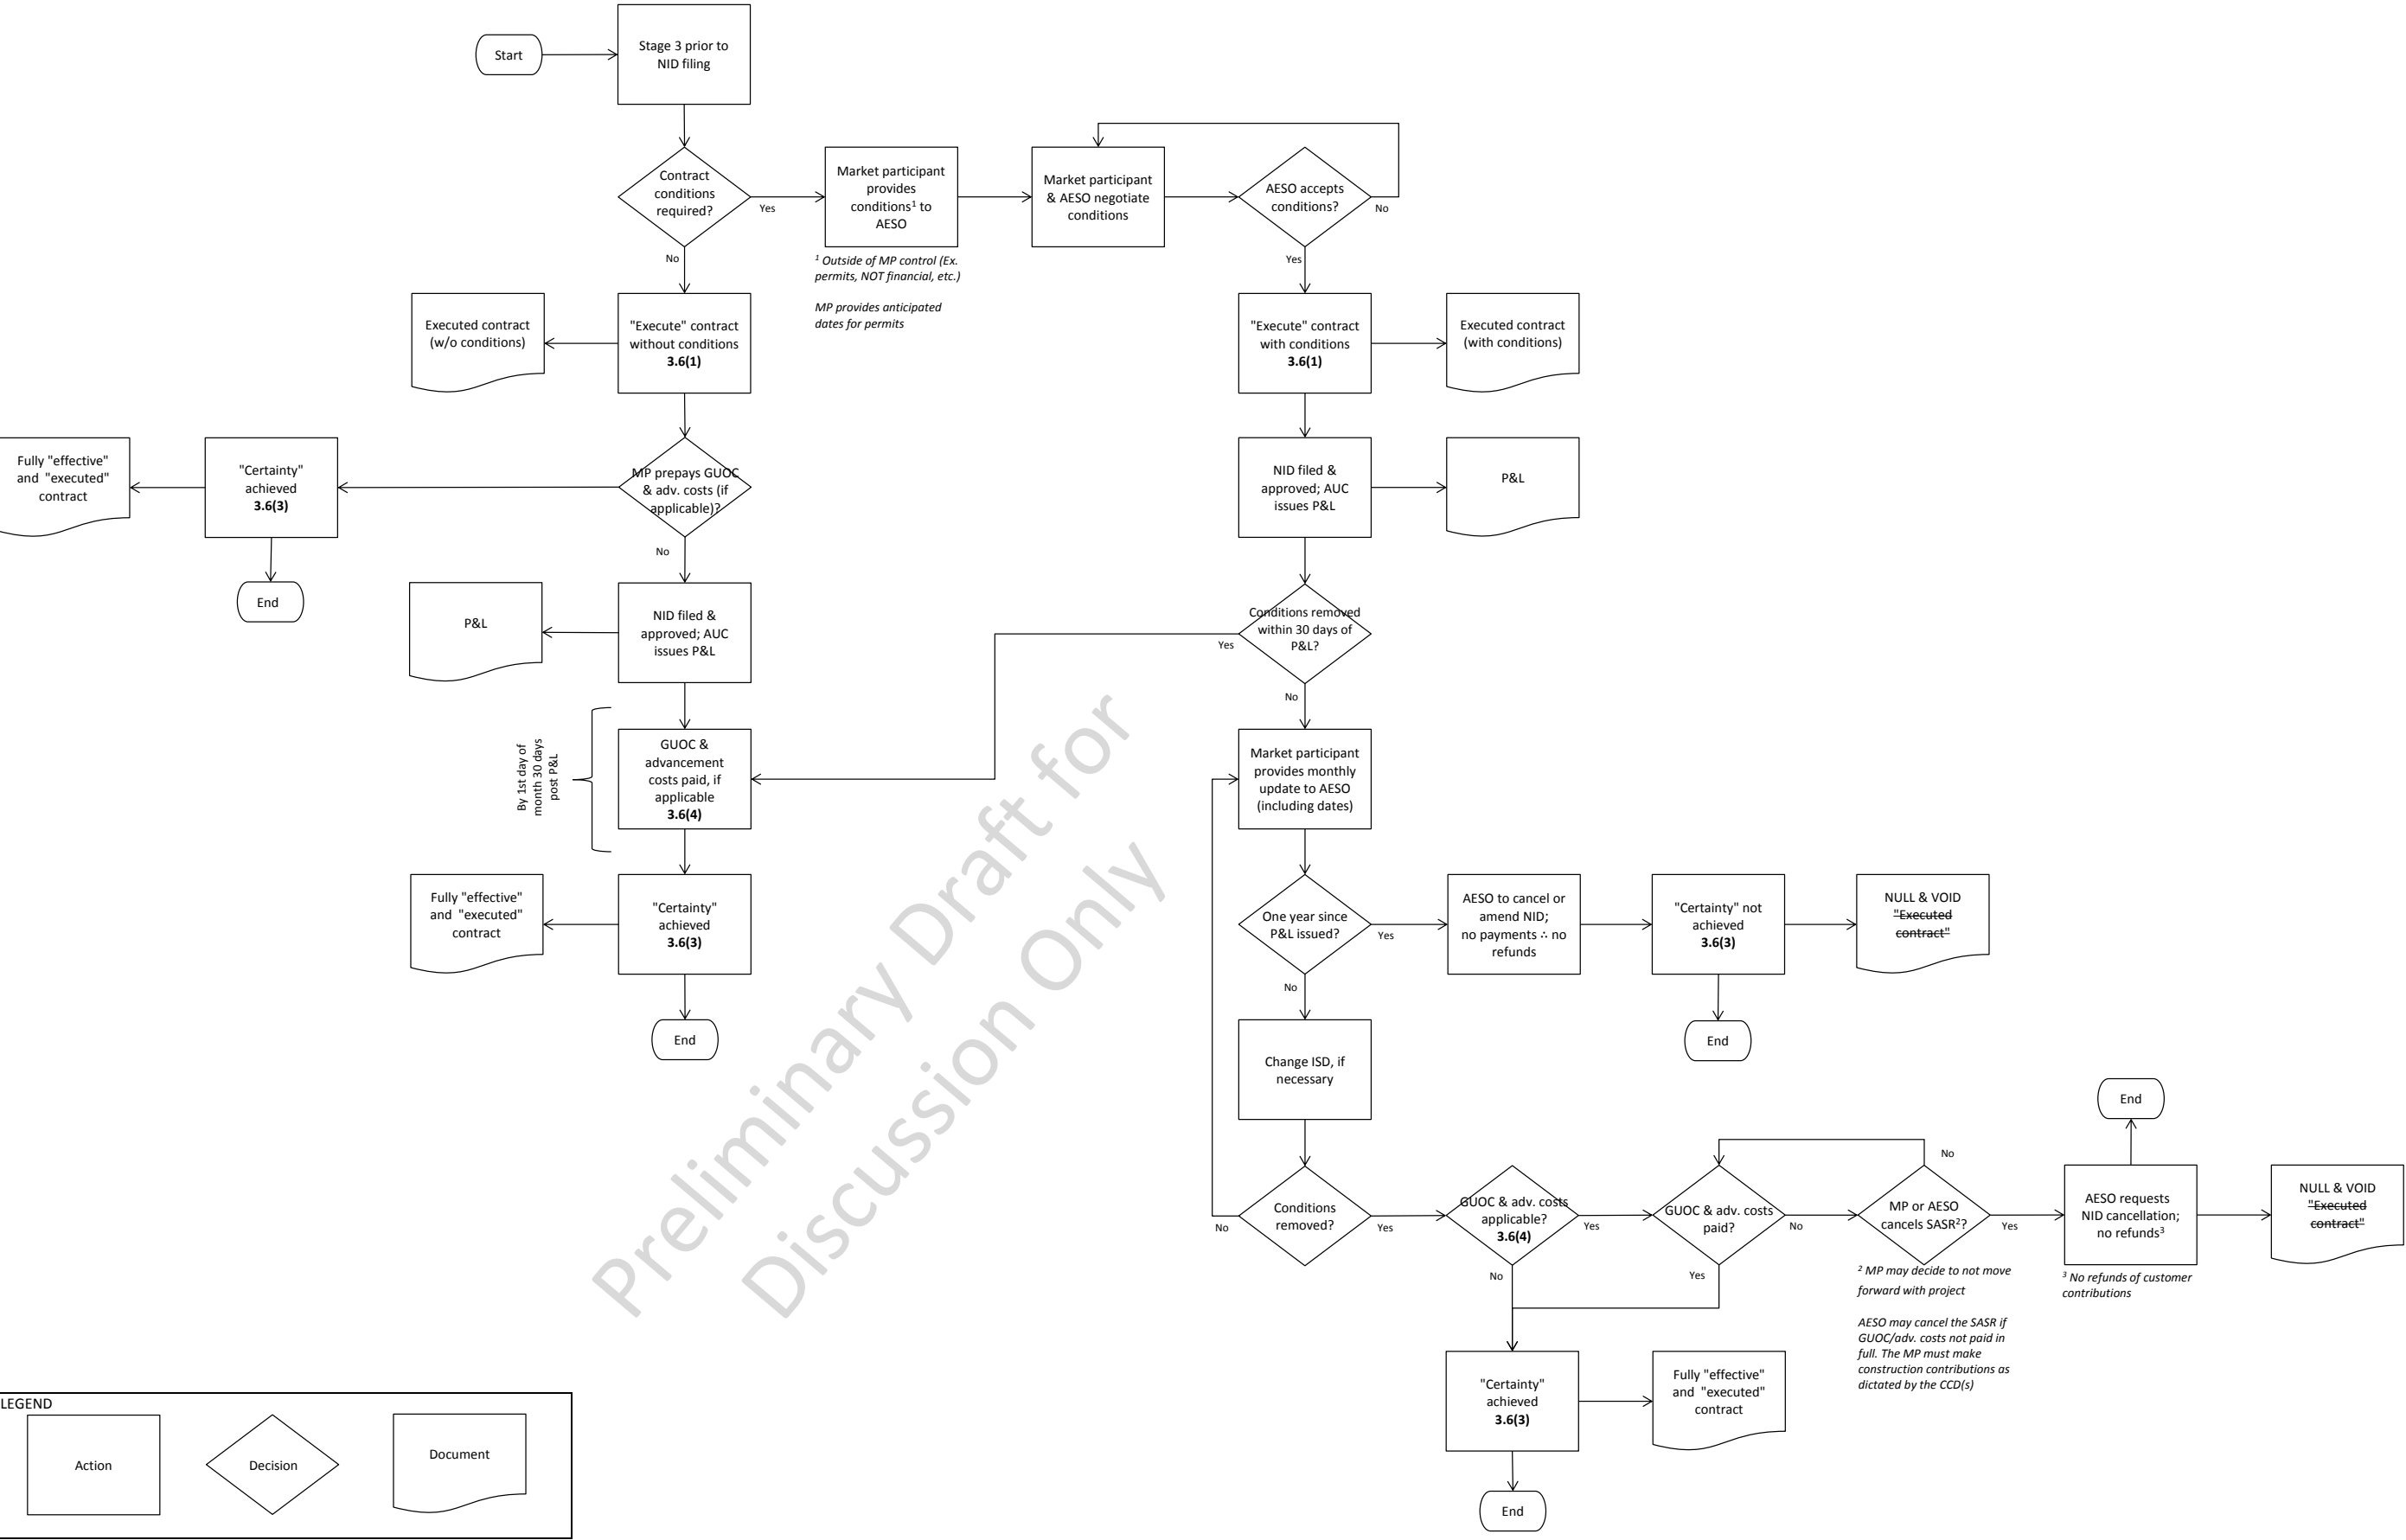 Start
Stage 3 prior to
NID filing
Contract
conditions
required?
Yes
No
Market participant
provides
conditions¹ to
AESO
¹ Outside of MP control (Ex.
permits, NOT financial, etc.)
MP provides anticipated
dates for permits
Market participant
& AESO negotiate
conditions
AESO accepts
conditions?
No
Yes
Executed contract
(w/o conditions)
"Execute" contract
without conditions
3.6(1)
"Execute" contract
with conditions
3.6(1)
Executed contract
(with conditions)
Fully "effective"
and "executed"
contract
"Certainty"
achieved
3.6(3)
End
MP prepays GUOC
& adv. costs (if
applicable)?
No
NID filed &
approved; AUC
issues P&L
P&L
P&L
NID filed &
approved; AUC
issues P&L
Conditions removed
within 30 days of
P&L?
Yes
No
By 1st day of
month 30 days
post P&L
GUOC &
advancement
costs paid, if
applicable
3.6(4)
Market participant
provides monthly
update to AESO
(including dates)
Fully "effective"
and "executed"
contract
"Certainty"
achieved
3.6(3)
End
One year since
P&L issued?
Yes
No
AESO to cancel or
amend NID;
no payments ∴ no
refunds
"Certainty" not
achieved
3.6(3)
NULL & VOID
"Executed
contract"
End
Change ISD, if
necessary
Conditions
removed?
No
Yes
GUOC & adv. costs
applicable?
3.6(4)
Yes
No
GUOC & adv. costs
paid?
No
Yes
MP or AESO
cancels SASR²?
No
Yes
² MP may decide to not move
forward with project
AESO may cancel the SASR if
GUOC/adv. costs not paid in
full. The MP must make
construction contributions as
dictated by the CCD(s)
End
AESO requests
NID cancellation;
no refunds³
³ No refunds of customer
contributions
NULL & VOID
"Executed
contract"
"Certainty"
achieved
3.6(3)
Fully "effective"
and "executed"
contract
End
Preliminary Draft for
Discussion Only
LEGEND
Action
Decision
Document